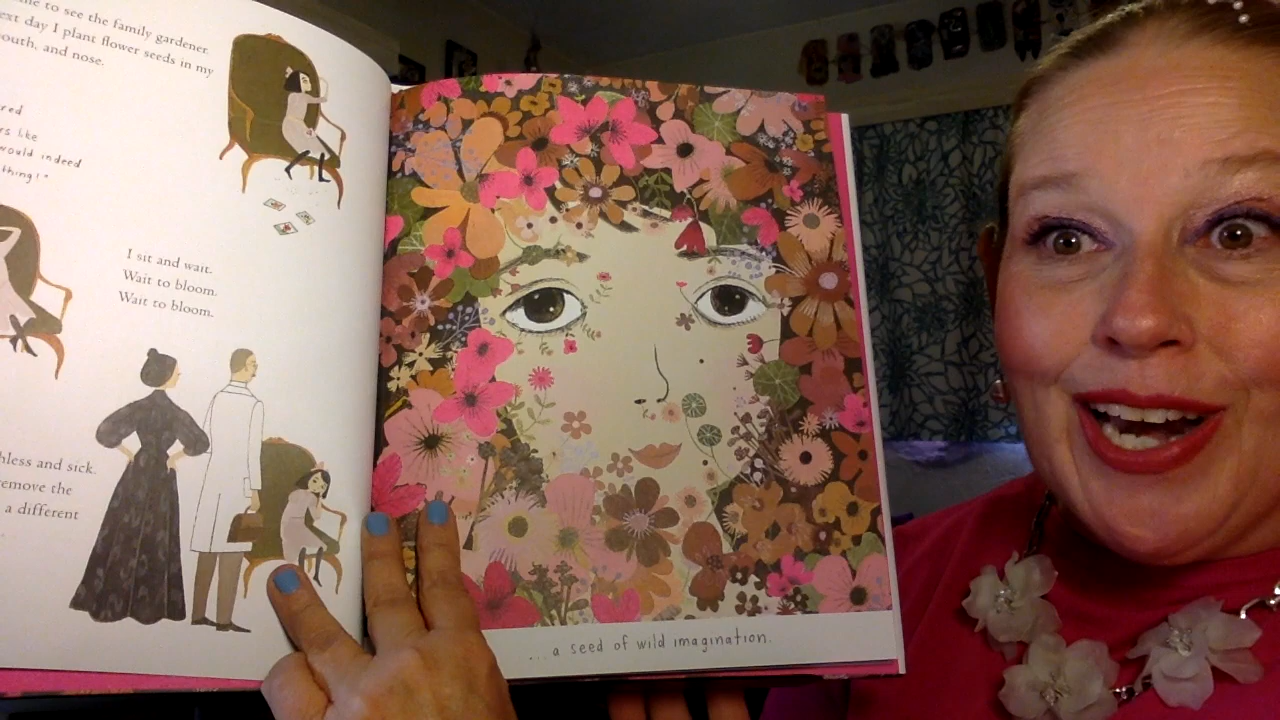 to see the family gardener.
ext day I plant flower seeds in my
outh, and nose.
red
rs like
would indeed
thing!"
I sit and wait.
Wait to bloom.
Wait to bloom.
hless and sick.
remove the
a different
...a seed of wild imagination.